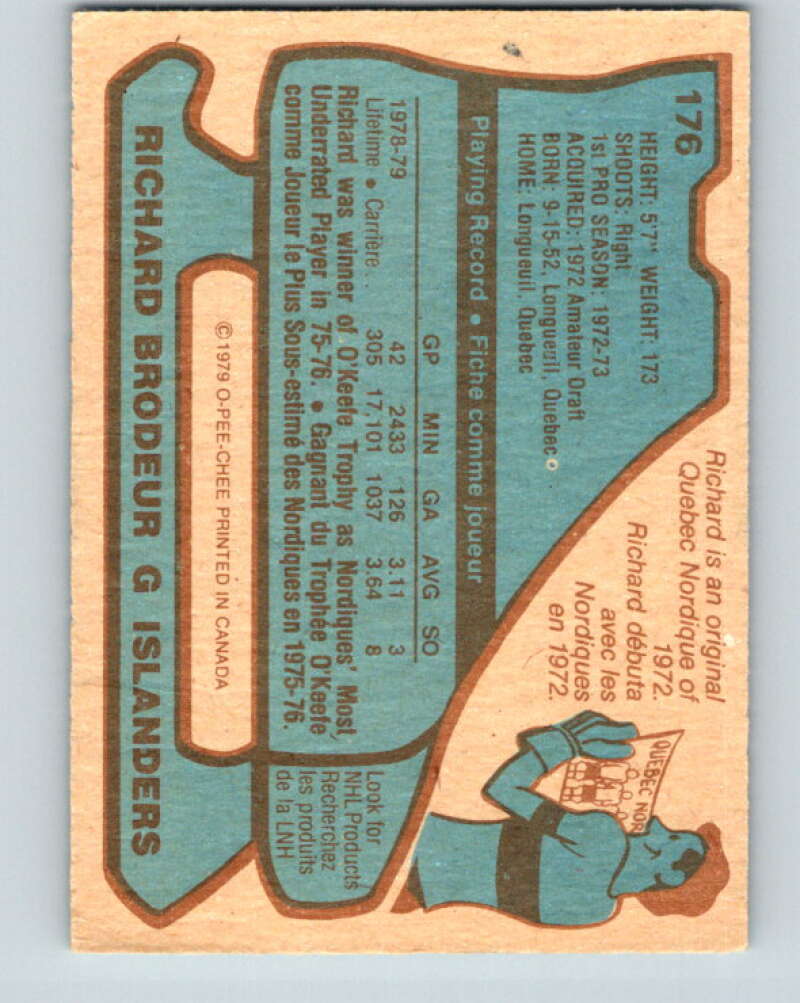 176
HEIGHT: 5'7" WEIGHT: 173
SHOOTS: Right
1st PRO SEASON: 1972-73
ACQUIRED: 1972 Amateur Draft
BORN: 9-15-52, Longueuil, Quebec
HOME: Longueuil, Quebec
Richard is an original
Quebec Nordique of
1972.
Richard débuta
avec les
Nordiques
en 1972.
QUEBEC NOR
Playing Record • Fiche comme joueur
GP MIN GA AVG SO
1978-79 42 2433 126 3.11 3
Lifetime • Carrière 305 17,101 1037 3.64 8
Richard was winner of O'Keefe Trophy as Nordiques' Most
Underrated Player in 75-76. • Gagnant du Trophée O'Keefe
comme Joueur le Plus Sous-estimé des Nordiques en 1975-76.
Look for
NHL Products
Recherchez
les produits
de la LNH
© 1979 O-PEE-CHEE PRINTED IN CANADA
RICHARD BRODEUR G ISLANDERS